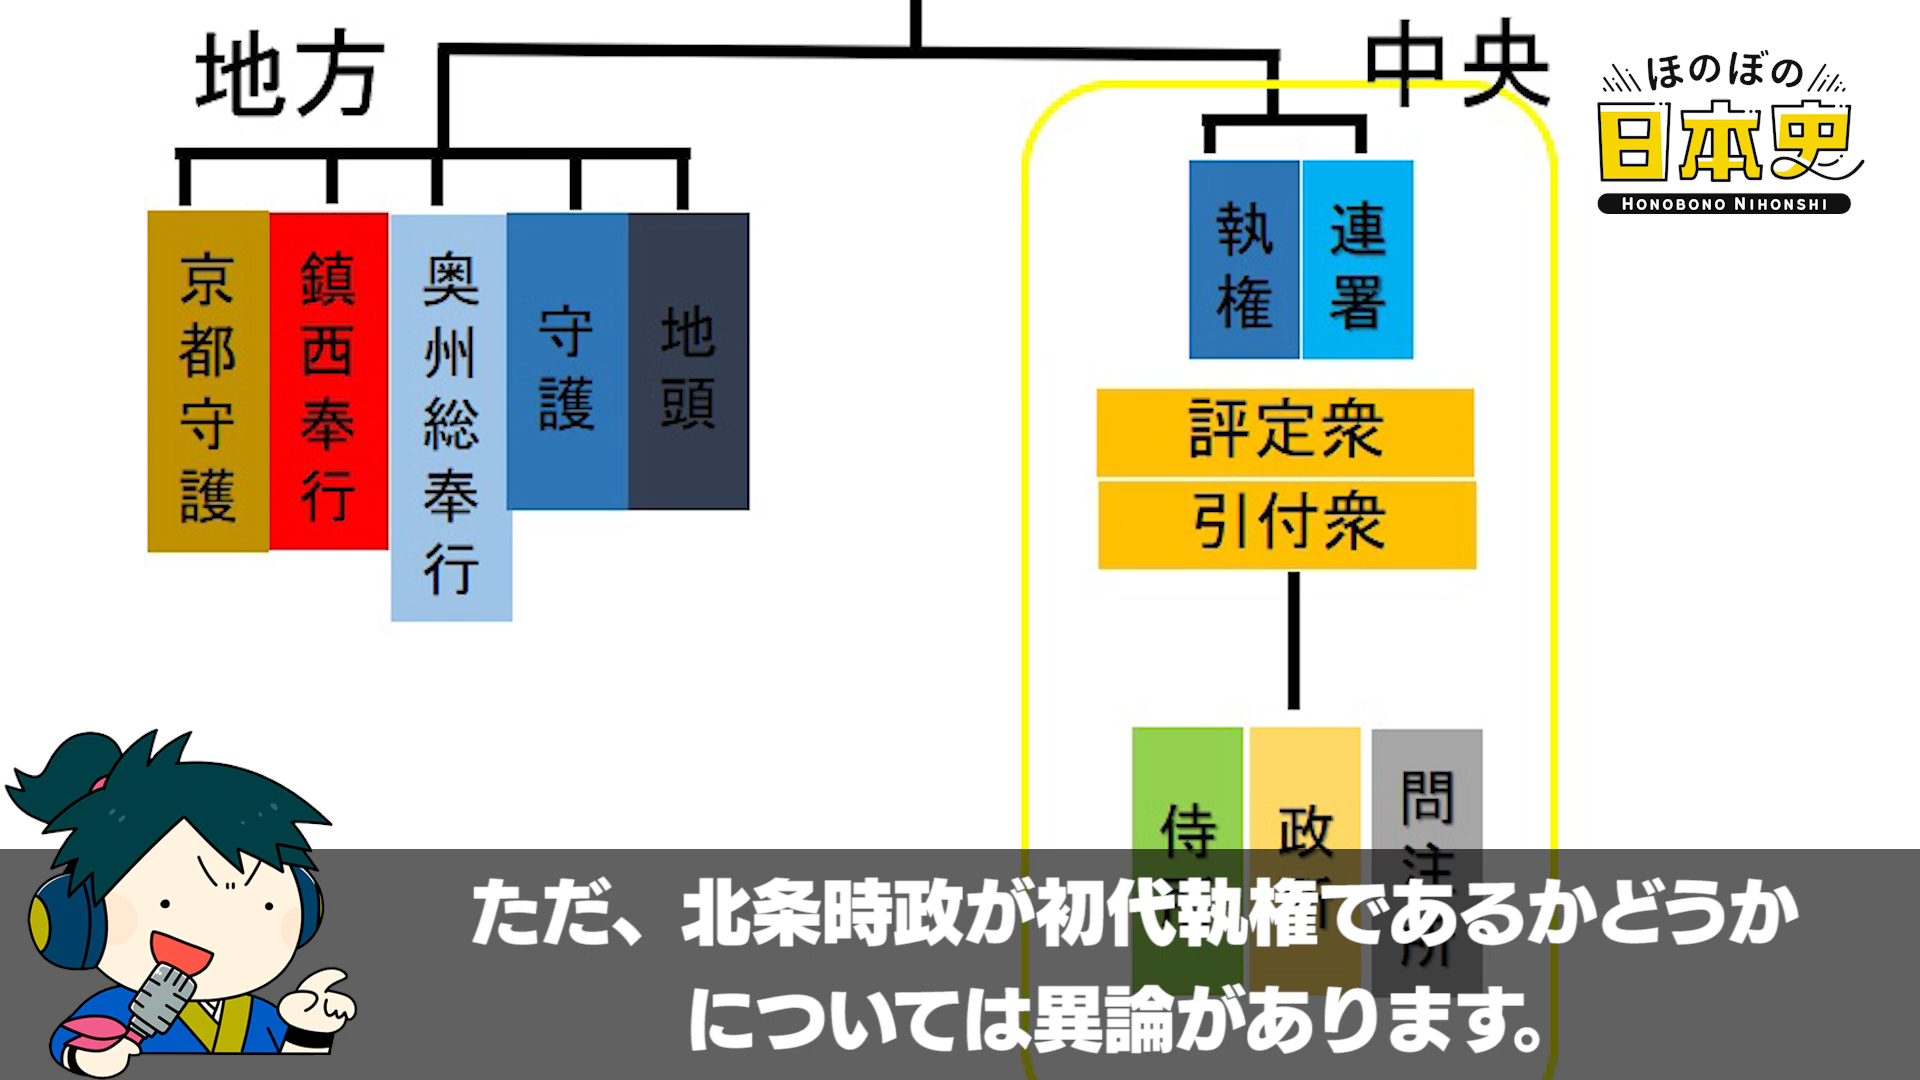 地方
中央
ほのぼの
日本史
HONOBONO NIHONSHI
京都守護
鎮西奉行
奥州総奉行
守護
地頭
執権
連署
評定衆
引付衆
侍
政所
問注所
ただ、北条時政が初代執権であるかどうか
については異論があります。